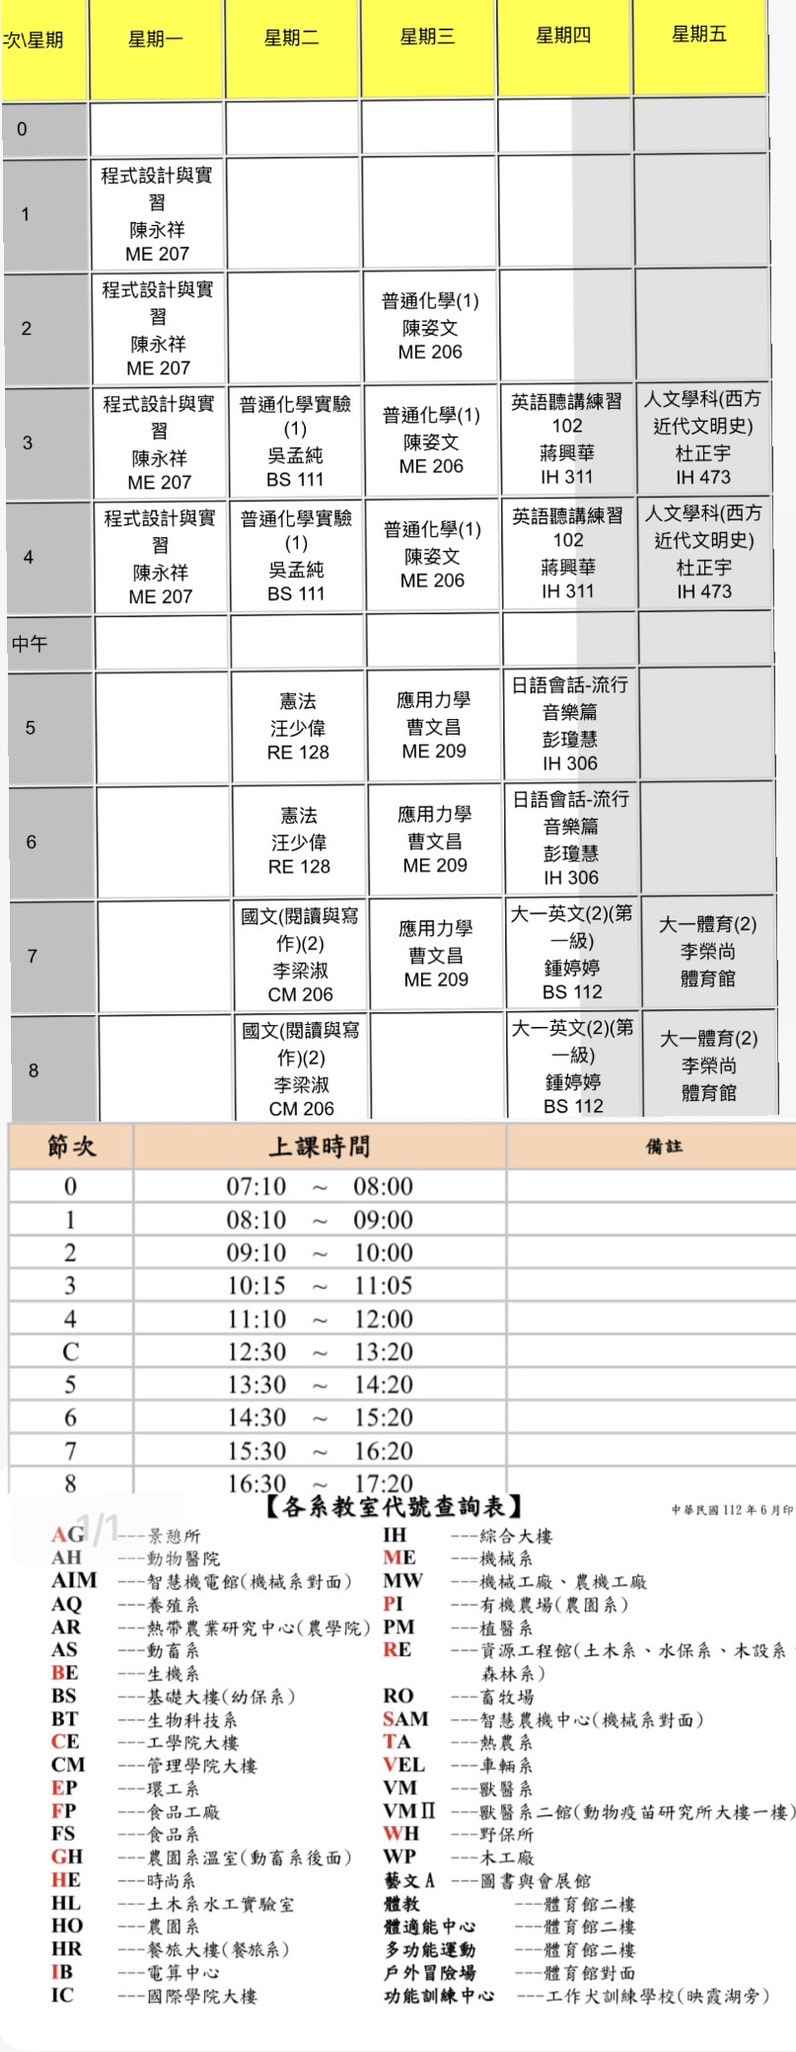 次\星期 星期一 星期二 星期三 星期四 星期五
0
1
程式設計與實
習
陳永祥
ME 207
2
程式設計與實
習
陳永祥
ME 207
普通化學(1)
陳姿文
ME 206
3
程式設計與實
習
陳永祥
ME 207
普通化學實驗
(1)
吳孟純
BS 111
普通化學(1)
陳姿文
ME 206
英語聽講練習
102
蔣興華
IH 311
人文學科(西方
近代文明史)
杜正宇
IH 473
4
程式設計與實
習
陳永祥
ME 207
普通化學實驗
(1)
吳孟純
BS 111
普通化學(1)
陳姿文
ME 206
英語聽講練習
102
蔣興華
IH 311
人文學科(西方
近代文明史)
杜正宇
IH 473
中午
5
憲法
汪少偉
RE 128
應用力學
曹文昌
ME 209
日語會話-流行
音樂篇
彭瓊慧
IH 306
6
憲法
汪少偉
RE 128
應用力學
曹文昌
ME 209
日語會話-流行
音樂篇
彭瓊慧
IH 306
7
國文(閱讀與寫
作)(2)
李梁淑
CM 206
應用力學
曹文昌
ME 209
大一英文(2)(第
一級)
鍾婷婷
BS 112
大一體育(2)
李榮尚
體育館
8
國文(閱讀與寫
作)(2)
李梁淑
CM 206
大一英文(2)(第
一級)
鍾婷婷
BS 112
大一體育(2)
李榮尚
體育館
節次 上課時間 備註
0 07:10 ~ 08:00
1 08:10 ~ 09:00
2 09:10 ~ 10:00
3 10:15 ~ 11:05
4 11:10 ~ 12:00
C 12:30 ~ 13:20
5 13:30 ~ 14:20
6 14:30 ~ 15:20
7 15:30 ~ 16:20
8 16:30 ~ 17:20
【各系教室代號查詢表】 中華民國 112 年 6 月印
1/1
AG ---景憩所
AH ---動物醫院
AIM ---智慧機電館(機械系對面)
AQ ---養殖系
AR ---熱帶農業研究中心(農學院)
AS ---動畜系
BE ---生機系
BS ---基礎大樓(幼保系)
BT ---生物科技系
CE ---工學院大樓
CM ---管理學院大樓
EP ---環工系
FP ---食品工廠
FS ---食品系
GH ---農園系溫室(動畜系後面)
HE ---時尚系
HL ---土木系水工實驗室
HO ---農園系
HR ---餐旅大樓(餐旅系)
IB ---電算中心
IC ---國際學院大樓
IH ---綜合大樓
ME ---機械系
MW ---機械工廠、農機工廠
PI ---有機農場(農園系)
PM ---植醫系
RE ---資源工程館(土木系、水保系、木設系、
森林系)
RO ---畜牧場
SAM ---智慧農機中心(機械系對面)
TA ---熱農系
VEL ---車輛系
VM ---獸醫系
VMⅡ ---獸醫系二館(動物疫苗研究所大樓一樓)
WH ---野保所
WP ---木工廠
藝文 A ---圖書與會展館
體教 ---體育館二樓
體適能中心 ---體育館二樓
多功能運動 ---體育館二樓
戶外冒險場 ---體育館對面
功能訓練中心 ---工作犬訓練學校(映霞湖旁)